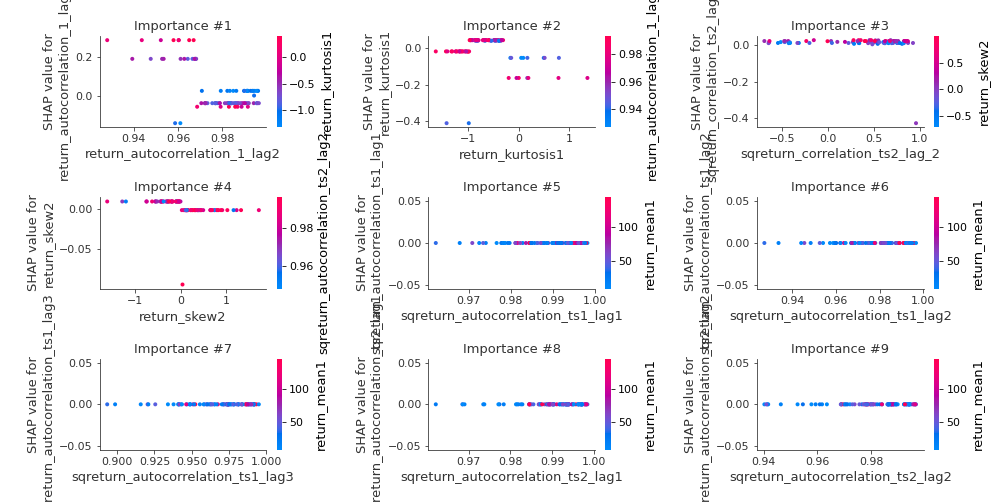 Importance #1
SHAP value for
return_autocorrelation_1_lag2
0.2
0.0
0.94
0.96
0.98
return_autocorrelation_1_lag2
0.0
−0.5
−1.0
return_kurtosis1
Importance #2
SHAP value for
return_kurtosis1
0.0
−0.2
−0.4
−1
0
1
return_kurtosis1
0.98
0.96
0.94
return_autocorrelation_1_lag2
Importance #3
SHAP value for
sqreturn_correlation_ts2_lag_2
0.0
−0.2
−0.4
−0.5
0.0
0.5
1.0
sqreturn_correlation_ts2_lag_2
0.5
0.0
−0.5
return_skew2
Importance #4
SHAP value for
return_skew2
0.00
−0.05
−1
0
1
return_skew2
0.98
0.96
sqreturn_autocorrelation_ts2_lag2
Importance #5
SHAP value for
sqreturn_autocorrelation_ts1_lag1
0.05
0.00
−0.05
0.97
0.98
0.99
1.00
sqreturn_autocorrelation_ts1_lag1
100
50
return_mean1
Importance #6
SHAP value for
sqreturn_autocorrelation_ts1_lag2
0.05
0.00
−0.05
0.94
0.96
0.98
1.00
sqreturn_autocorrelation_ts1_lag2
100
50
return_mean1
Importance #7
SHAP value for
sqreturn_autocorrelation_ts1_lag3
0.05
0.00
−0.05
0.900
0.925
0.950
0.975
1.000
sqreturn_autocorrelation_ts1_lag3
100
50
return_mean1
Importance #8
SHAP value for
sqreturn_autocorrelation_ts2_lag1
0.05
0.00
−0.05
0.97
0.98
0.99
1.00
sqreturn_autocorrelation_ts2_lag1
100
50
return_mean1
Importance #9
SHAP value for
sqreturn_autocorrelation_ts2_lag2
0.05
0.00
−0.05
0.94
0.96
0.98
sqreturn_autocorrelation_ts2_lag2
100
50
return_mean1